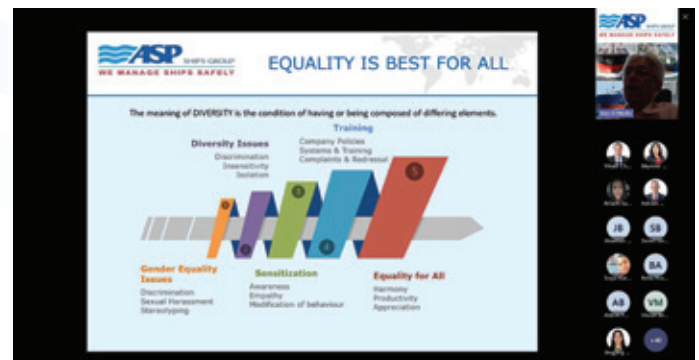 ASP SHIPS GROUP
WE MANAGE SHIPS SAFELY
EQUALITY IS BEST FOR ALL
The meaning of DIVERSITY is the condition of having or being composed of differing elements.
Training
Company Policies
Systems & Training
Complaints & Redressal
Diversity Issues
Discrimination
Insensitivity
Isolation
1
2
3
4
5
Gender Equality
Issues
Discrimination
Sexual Harassment
Stereotyping
Sensitization
Awareness
Empathy
Modification of behaviour
Equality for All
Harmony
Productivity
Appreciation
ASP SHIPS GROUP
WE MANAGE SHIPS SAFELY
JB
SB
BA
AB
VM